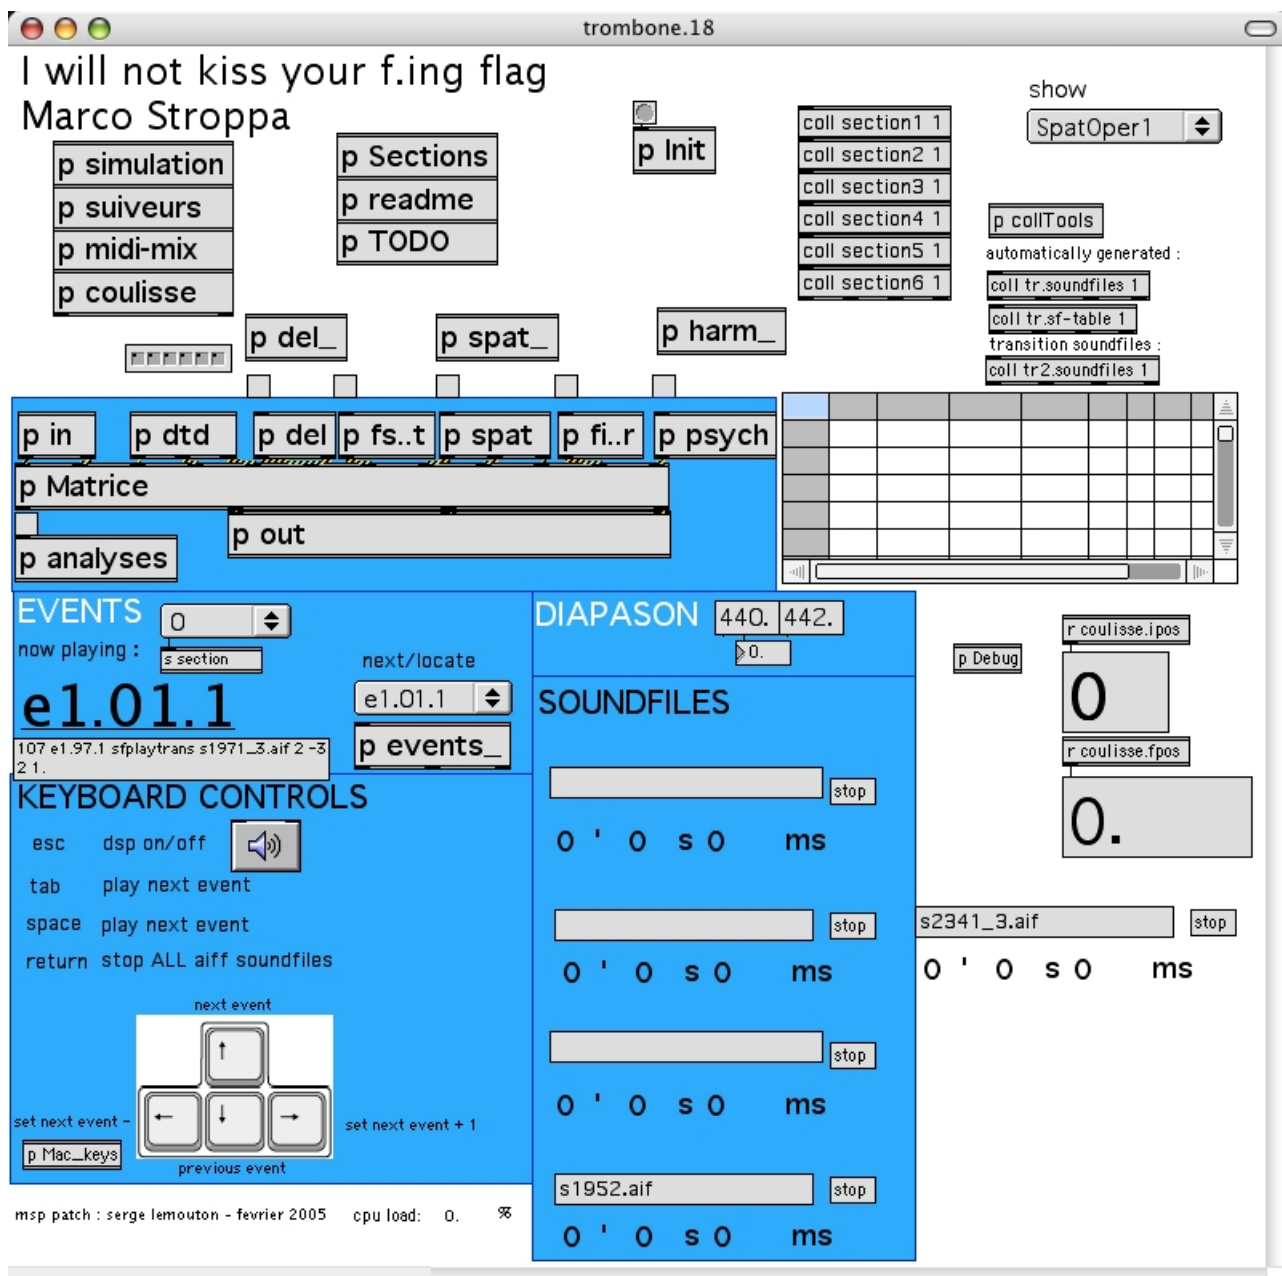 trombone.18
I will not kiss your f.ing flag
Marco Stroppa
p simulation
p suiveurs
p midi-mix
p coulisse
p Sections
p readme
p TODO
p Init
coll section1 1
coll section2 1
coll section3 1
coll section4 1
coll section5 1
coll section6 1
show
SpatOper1
p collTools
automatically generated :
coll tr.soundfiles 1
coll tr.sf-table 1
transition soundfiles :
coll tr2.soundfiles 1
p del_
p spat_
p harm_
p in
p dtd
p del
p fs..t
p spat
p fi..r
p psych
p Matrice
p out
p analyses
EVENTS
0
now playing :
s section
e1.01.1
next/locate
e1.01.1
p events_
107 e1.97.1 sfplaytrans s1971_3.aif 2 -3
2 1.
DIAPASON
440.
442.
0.
SOUNDFILES
stop
0 ' 0 s 0 ms
stop
0 ' 0 s 0 ms
stop
0 ' 0 s 0 ms
s1952.aif
stop
0 ' 0 s 0 ms
p Debug
r coulisse.ipos
0
r coulisse.fpos
0.
s2341_3.aif
stop
0 ' 0 s 0 ms
KEYBOARD CONTROLS
esc dsp on/off
tab play next event
space play next event
return stop ALL aiff soundfiles
next event
↑
← ↓ →
set next event -
set next event + 1
p Mac_keys
previous event
msp patch : serge lemouton - fevrier 2005
cpu load: 0. %